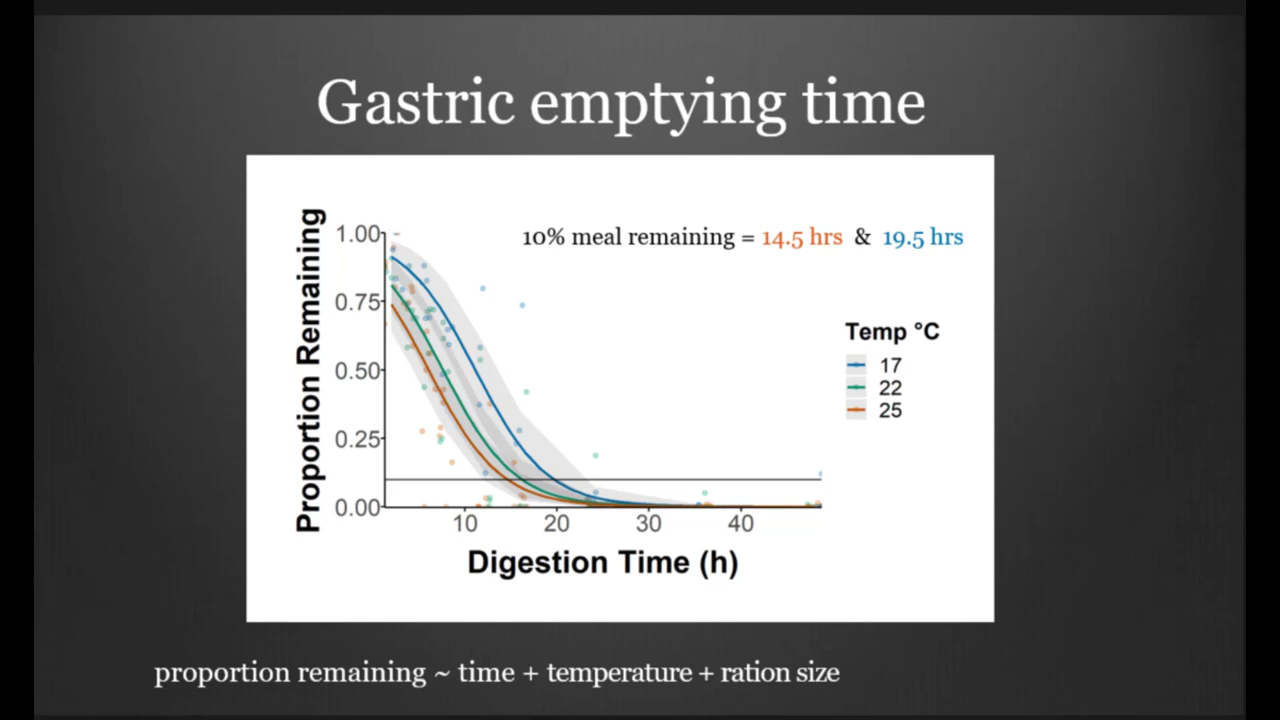 Gastric emptying time
10% meal remaining = 14.5 hrs & 19.5 hrs
Proportion Remaining
1.00
0.75
0.50
0.25
0.00
10 20 30 40
Digestion Time (h)
Temp °C
17
22
25
proportion remaining ~ time + temperature + ration size